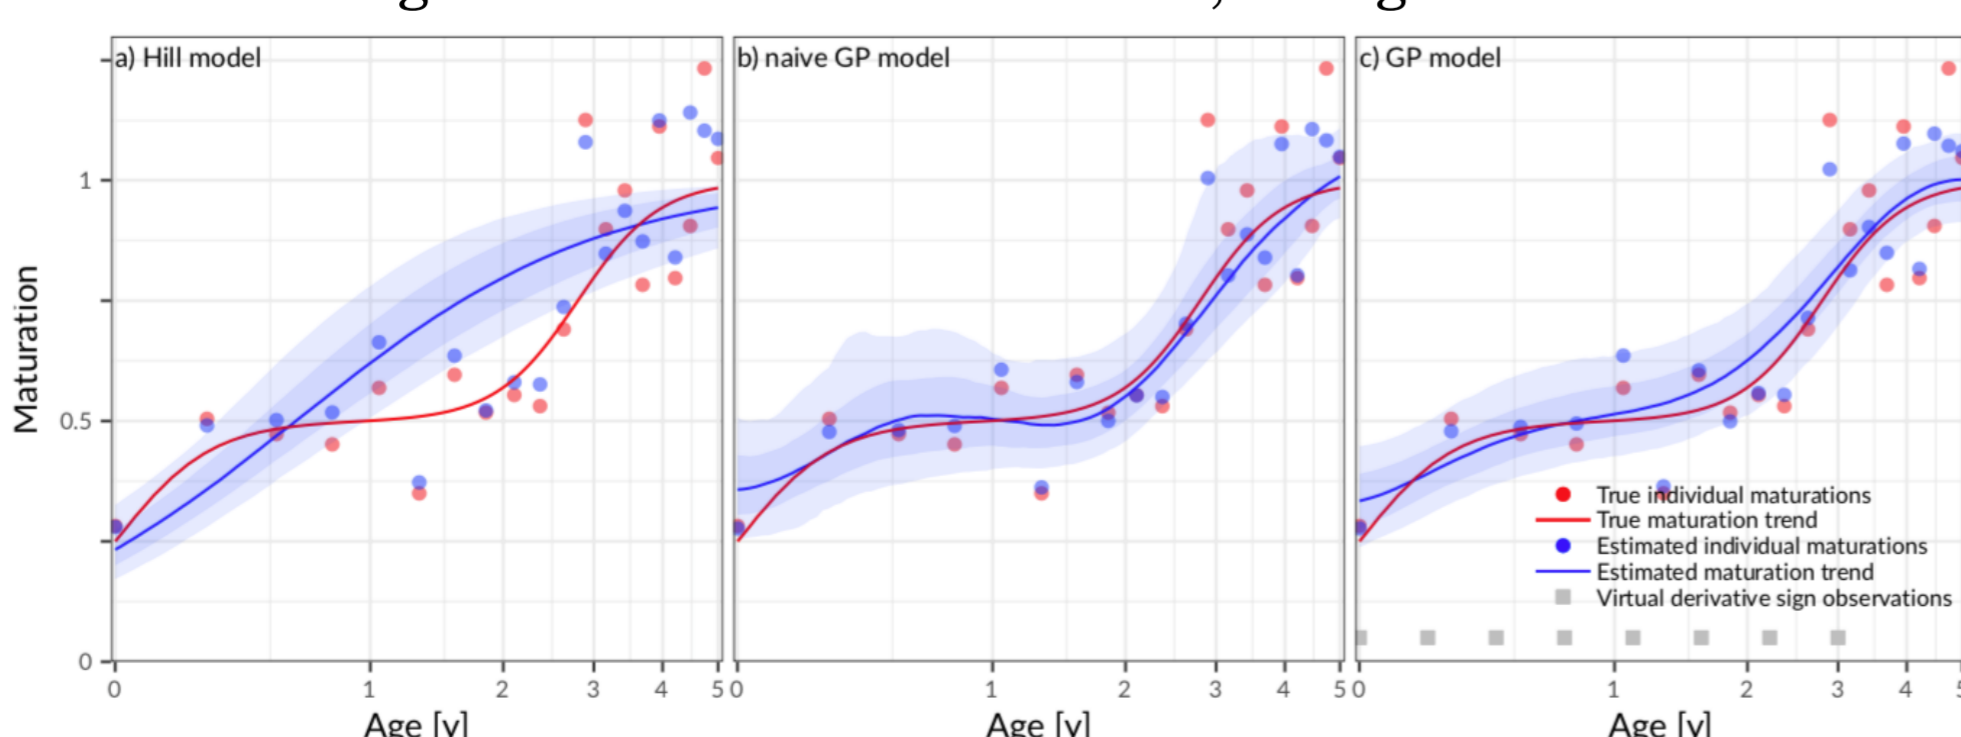 a) Hill model
b) naive GP model
c) GP model
Maturation
1
0.5
0
0 1 2 3 4 5
0 1 2 3 4 5
0 1 2 3 4 5
Age [y]
Age [y]
Age [y]
True individual maturations
True maturation trend
Estimated individual maturations
Estimated maturation trend
Virtual derivative sign observations